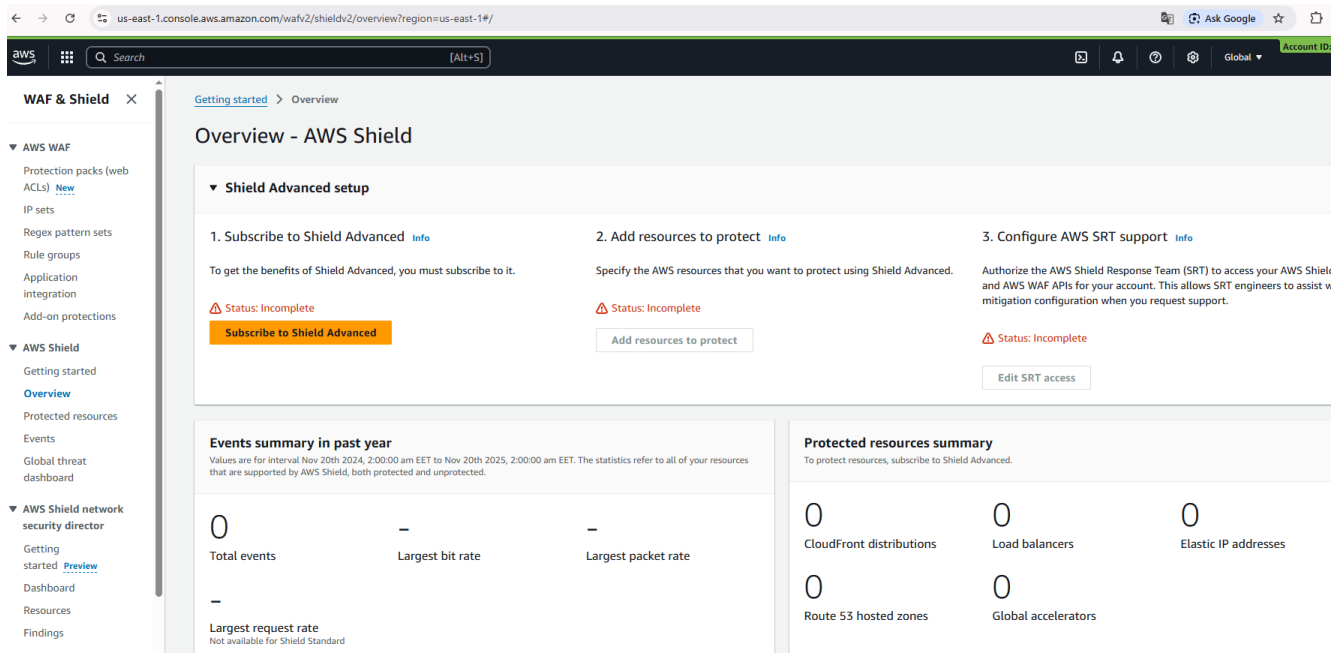 us-east-1.console.aws.amazon.com/wafv2/shieldv2/overview?region=us-east-1#/
Ask Google
aws
Search
[Alt+S]
Global
Account ID:
WAF & Shield
Getting started > Overview
Overview - AWS Shield
AWS WAF
Protection packs (web
ACLs) New
IP sets
Regex pattern sets
Rule groups
Application
integration
Add-on protections
AWS Shield
Getting started
Overview
Protected resources
Events
Global threat
dashboard
AWS Shield network
security director
Getting
started Preview
Dashboard
Resources
Findings
Shield Advanced setup
1. Subscribe to Shield Advanced Info
To get the benefits of Shield Advanced, you must subscribe to it.
Status: Incomplete
Subscribe to Shield Advanced
2. Add resources to protect Info
Specify the AWS resources that you want to protect using Shield Advanced.
Status: Incomplete
Add resources to protect
3. Configure AWS SRT support Info
Authorize the AWS Shield Response Team (SRT) to access your AWS Shield
and AWS WAF APIs for your account. This allows SRT engineers to assist w
mitigation configuration when you request support.
Status: Incomplete
Edit SRT access
Events summary in past year
Values are for interval Nov 20th 2024, 2:00:00 am EET to Nov 20th 2025, 2:00:00 am EET. The statistics refer to all of your resources
that are supported by AWS Shield, both protected and unprotected.
0
Total events
-
Largest bit rate
-
Largest packet rate
-
Largest request rate
Not available for Shield Standard
Protected resources summary
To protect resources, subscribe to Shield Advanced.
0
CloudFront distributions
0
Load balancers
0
Elastic IP addresses
0
Route 53 hosted zones
0
Global accelerators